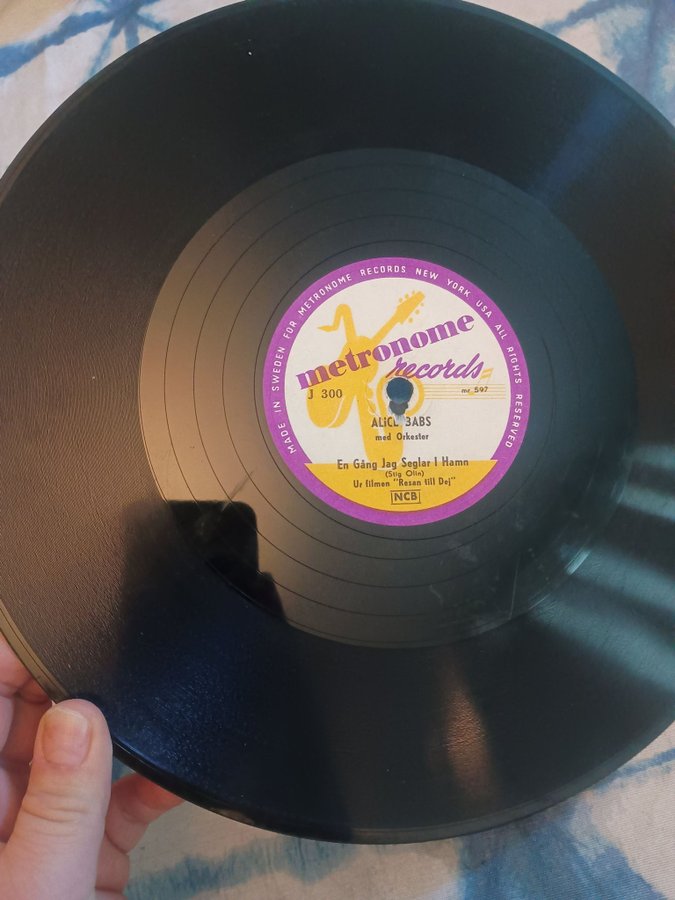 MADE IN SWEDEN FOR METRONOME RECORDS NEW YORK USA ALL RIGHTS RESERVED
metronome
records
J 300
mr 597
ALICE BABS
med Orkester
En Gång Jag Seglar I Hamn
(Stig Olin)
Ur filmen "Resan till Dej"
NCB